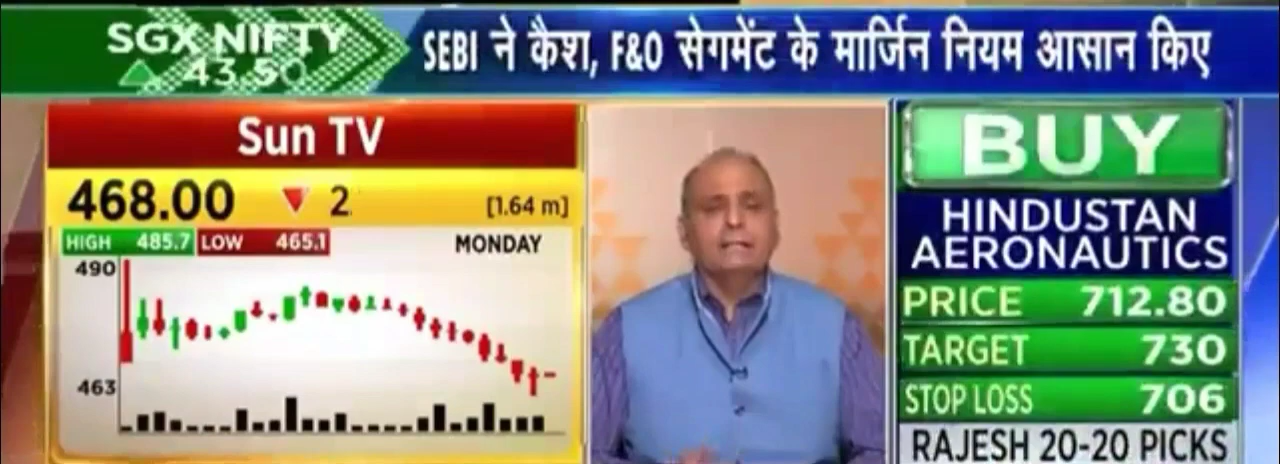 SGX NIFTY
43.50
SEBI ने कैश, F&O सेगमेंट के मार्जिन नियम आसान किए
Sun TV
468.00 ▼ 2 [1.64 m]
HIGH 485.7 LOW 465.1 MONDAY
490
463
BUY
HINDUSTAN
AERONAUTICS
PRICE 712.80
TARGET 730
STOP LOSS 706
RAJESH 20-20 PICKS